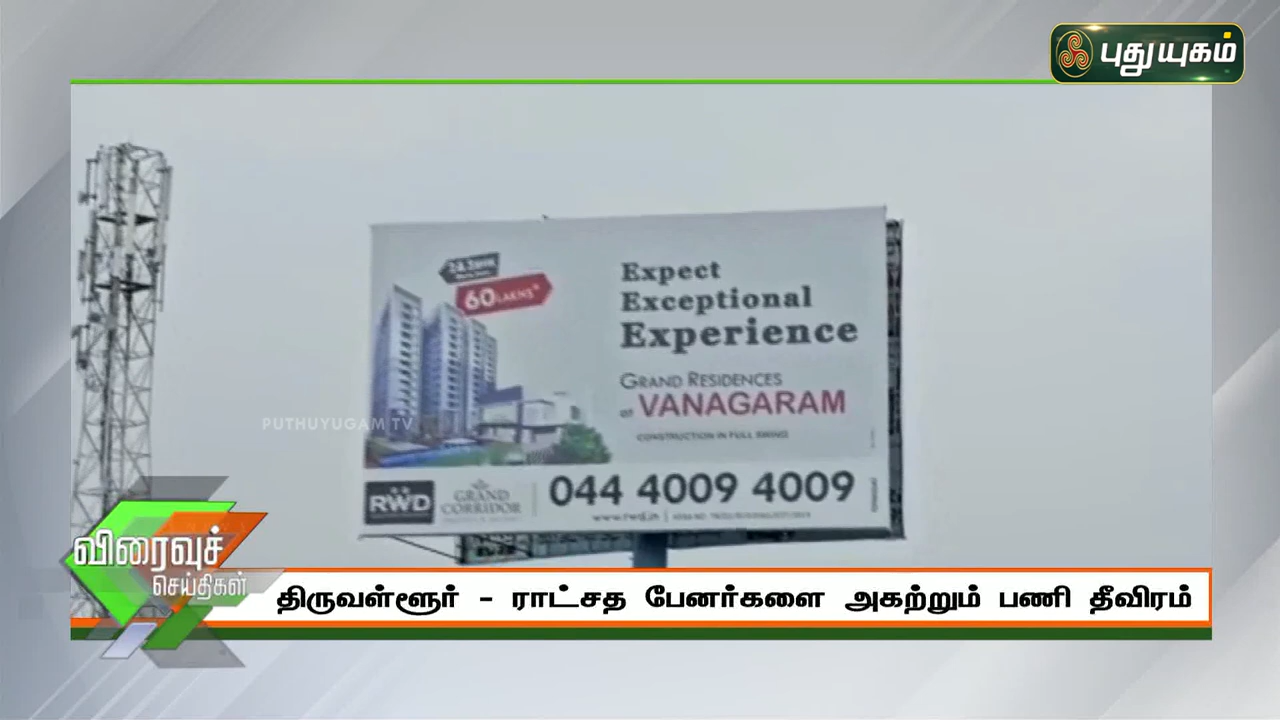 புதுயுகம்
60 LAKHS*
Expect
Exceptional
Experience
GRAND RESIDENCES
at VANAGARAM
CONSTRUCTION IN FULL SWING
PUTHUYUGAM TV
RWD
GRAND
CORRIDOR
044 4009 4009
www.rwd.in
விரைவுச்
செய்திகள்
திருவள்ளூர் - ராட்சத பேனர்களை அகற்றும் பணி தீவிரம்